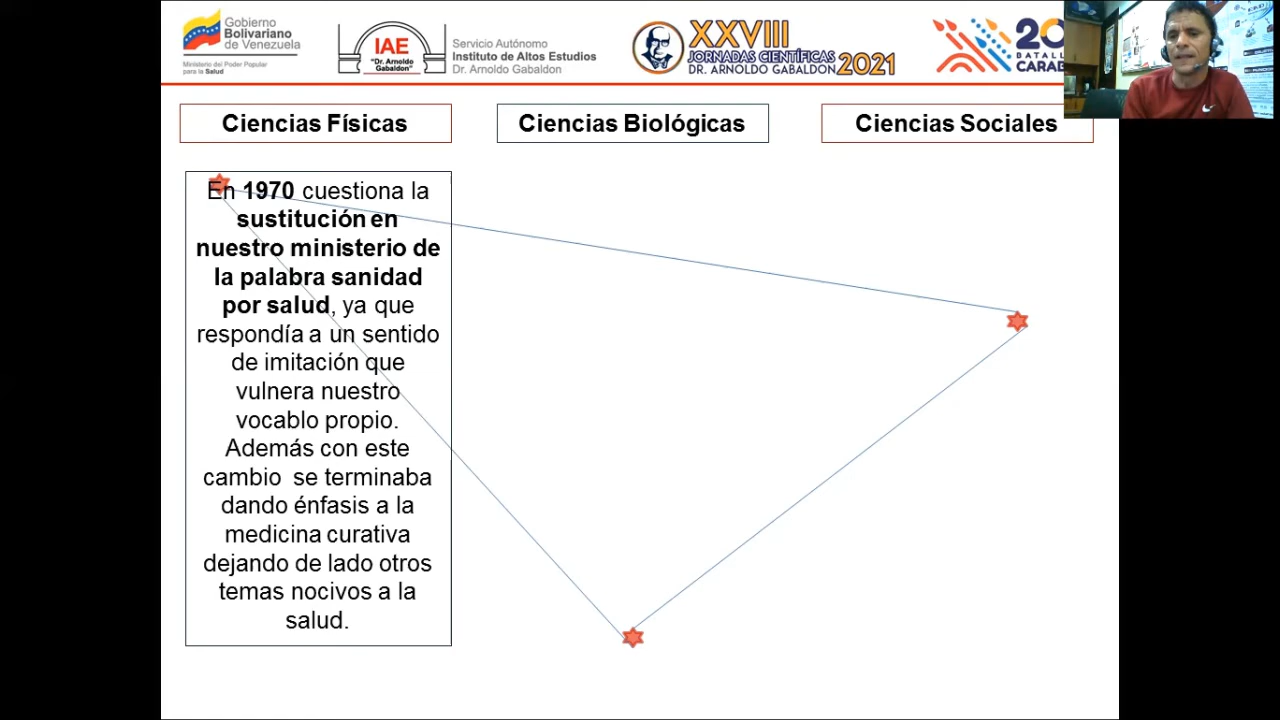 Gobierno
Bolivariano
de Venezuela
Ministerio del Poder Popular
para la Salud
IAE
"Dr. Arnoldo
Gabaldon"
Servicio Autónomo
Instituto de Altos Estudios
Dr. Arnoldo Gabaldon
XXVIII
JORNADAS CIENTÍFICAS
DR. ARNOLDO GABALDON 2021
BATALL
CARAB
Ciencias Físicas
Ciencias Biológicas
Ciencias Sociales
En 1970 cuestiona la
sustitución en
nuestro ministerio de
la palabra sanidad
por salud, ya que
respondía a un sentido
de imitación que
vulnera nuestro
vocablo propio.
Además con este
cambio se terminaba
dando énfasis a la
medicina curativa
dejando de lado otros
temas nocivos a la
salud.